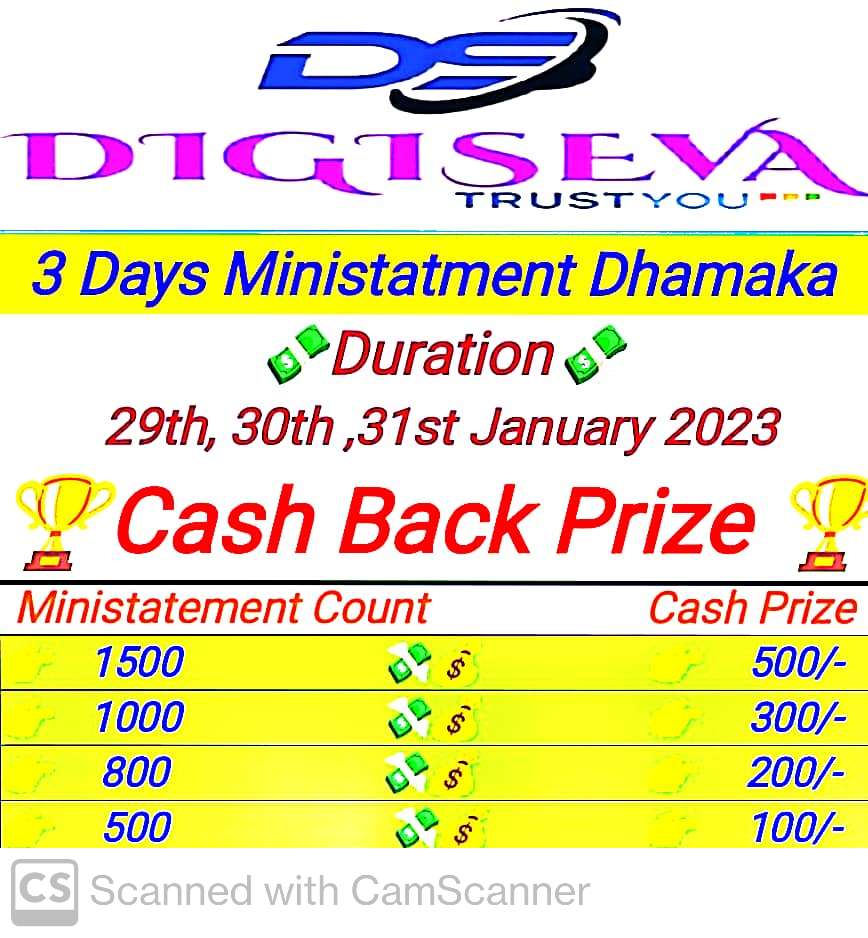 DS
DIGISEVA
TRUSTYOU
3 Days Ministatment Dhamaka
Duration
29th, 30th ,31st January 2023
Cash Back Prize
Ministatement Count Cash Prize
1500 $ 500/-
1000 $ 300/-
800 $ 200/-
500 $ 100/-
CS Scanned with CamScanner